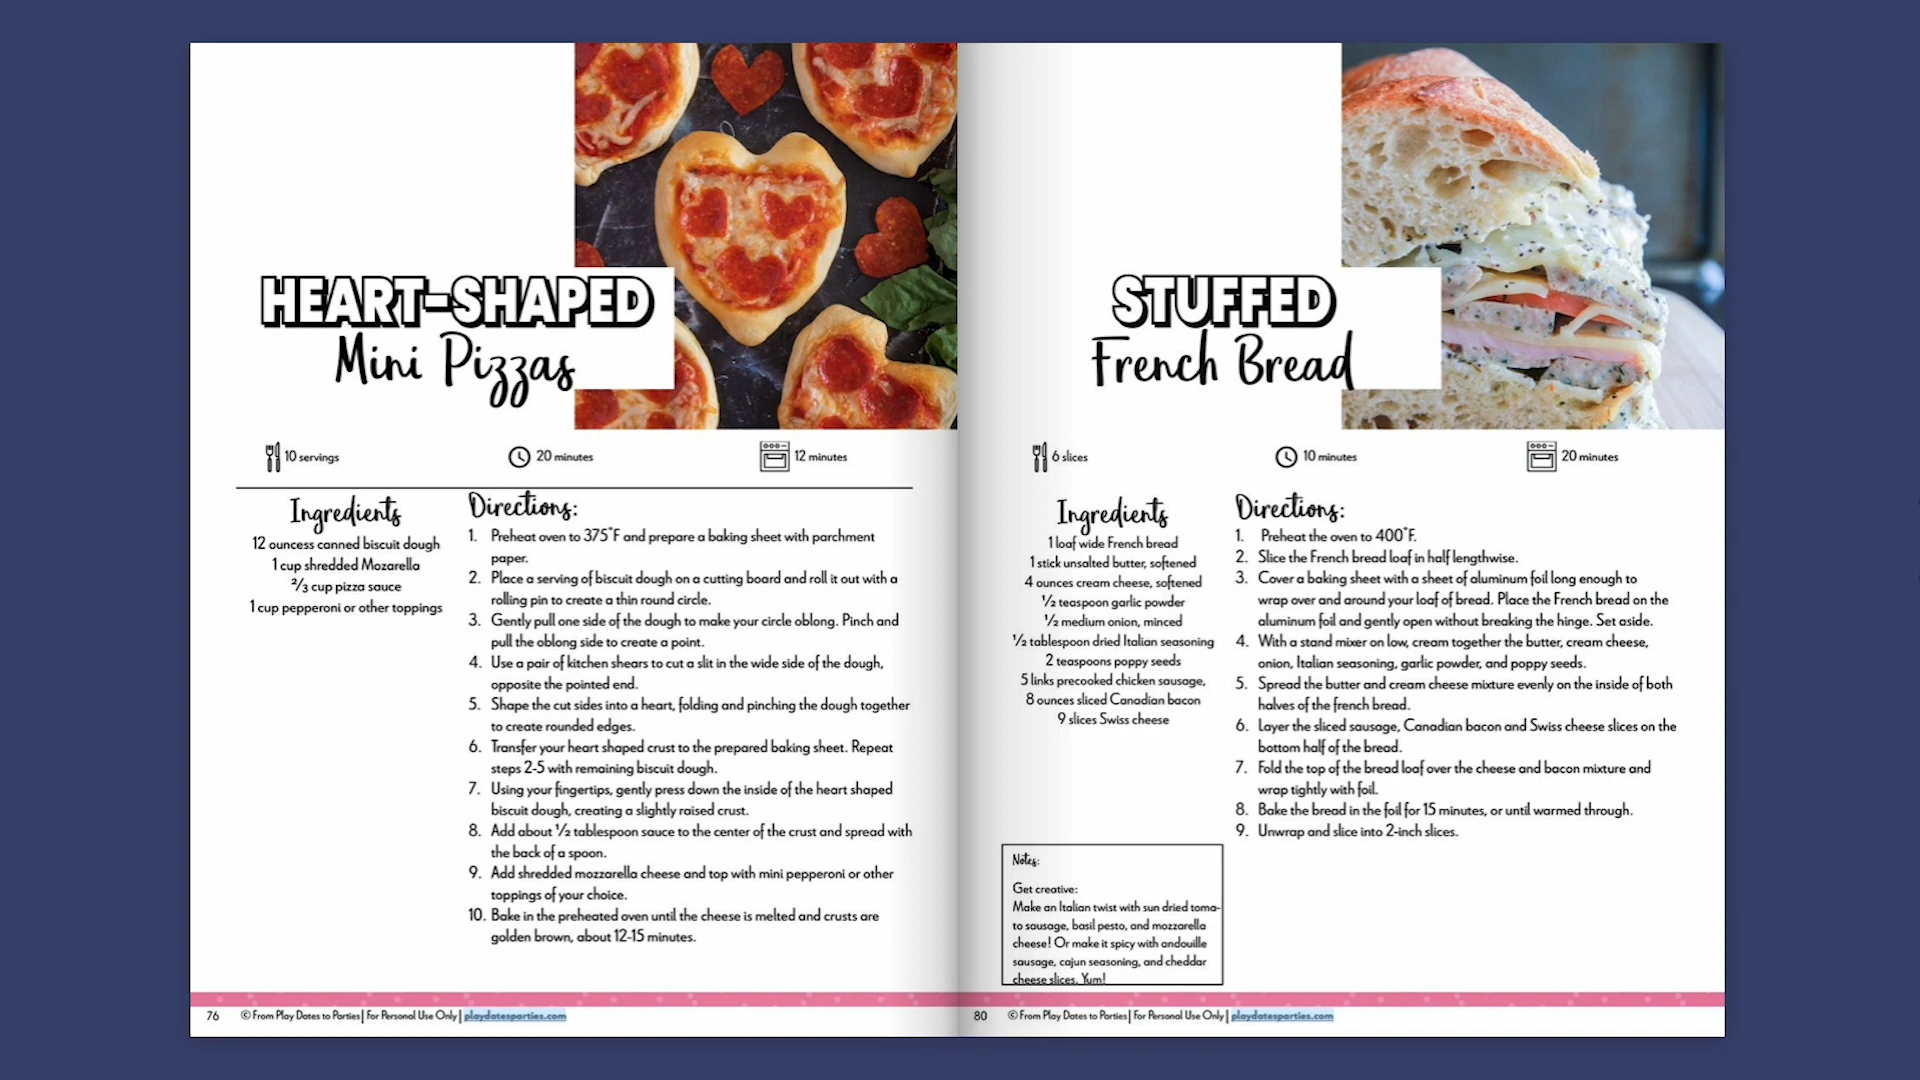 HEART-SHAPED
Mini Pizzas
10 servings
20 minutes
12 minutes
Ingredients
12 ouncess canned biscuit dough
1 cup shredded Mozarella
⅔ cup pizza sauce
1 cup pepperoni or other toppings
Directions:
1. Preheat oven to 375°F and prepare a baking sheet with parchment
paper.
2. Place a serving of biscuit dough on a cutting board and roll it out with a
rolling pin to create a thin round circle.
3. Gently pull one side of the dough to make your circle oblong. Pinch and
pull the oblong side to create a point.
4. Use a pair of kitchen shears to cut a slit in the wide side of the dough,
opposite the pointed end.
5. Shape the cut sides into a heart, folding and pinching the dough together
to create rounded edges.
6. Transfer your heart shaped crust to the prepared baking sheet. Repeat
steps 2-5 with remaining biscuit dough.
7. Using your fingertips, gently press down the inside of the heart shaped
biscuit dough, creating a slightly raised crust.
8. Add about ½ tablespoon sauce to the center of the crust and spread with
the back of a spoon.
9. Add shredded mozzarella cheese and top with mini pepperoni or other
toppings of your choice.
10. Bake in the preheated oven until the cheese is melted and crusts are
golden brown, about 12-15 minutes.
76 © From Play Dates to Parties | For Personal Use Only | playdatesparties.com
STUFFED
French Bread
6 slices
10 minutes
20 minutes
Ingredients
1 loaf wide French bread
1 stick unsalted butter, softened
4 ounces cream cheese, softened
½ teaspoon garlic powder
½ medium onion, minced
½ tablespoon dried Italian seasoning
2 teaspoons poppy seeds
5 links precooked chicken sausage,
8 ounces sliced Canadian bacon
9 slices Swiss cheese
Notes:
Get creative:
Make an Italian twist with sun dried toma-
to sausage, basil pesto, and mozzarella
cheese! Or make it spicy with andouille
sausage, cajun seasoning, and cheddar
cheese slices. Yum!
Directions:
1. Preheat the oven to 400°F.
2. Slice the French bread loaf in half lengthwise.
3. Cover a baking sheet with a sheet of aluminum foil long enough to
wrap over and around your loaf of bread. Place the French bread on the
aluminum foil and gently open without breaking the hinge. Set aside.
4. With a stand mixer on low, cream together the butter, cream cheese,
onion, Italian seasoning, garlic powder, and poppy seeds.
5. Spread the butter and cream cheese mixture evenly on the inside of both
halves of the french bread.
6. Layer the sliced sausage, Canadian bacon and Swiss cheese slices on the
bottom half of the bread.
7. Fold the top of the bread loaf over the cheese and bacon mixture and
wrap tightly with foil.
8. Bake the bread in the foil for 15 minutes, or until warmed through.
9. Unwrap and slice into 2-inch slices.
80 © From Play Dates to Parties | For Personal Use Only | playdatesparties.com